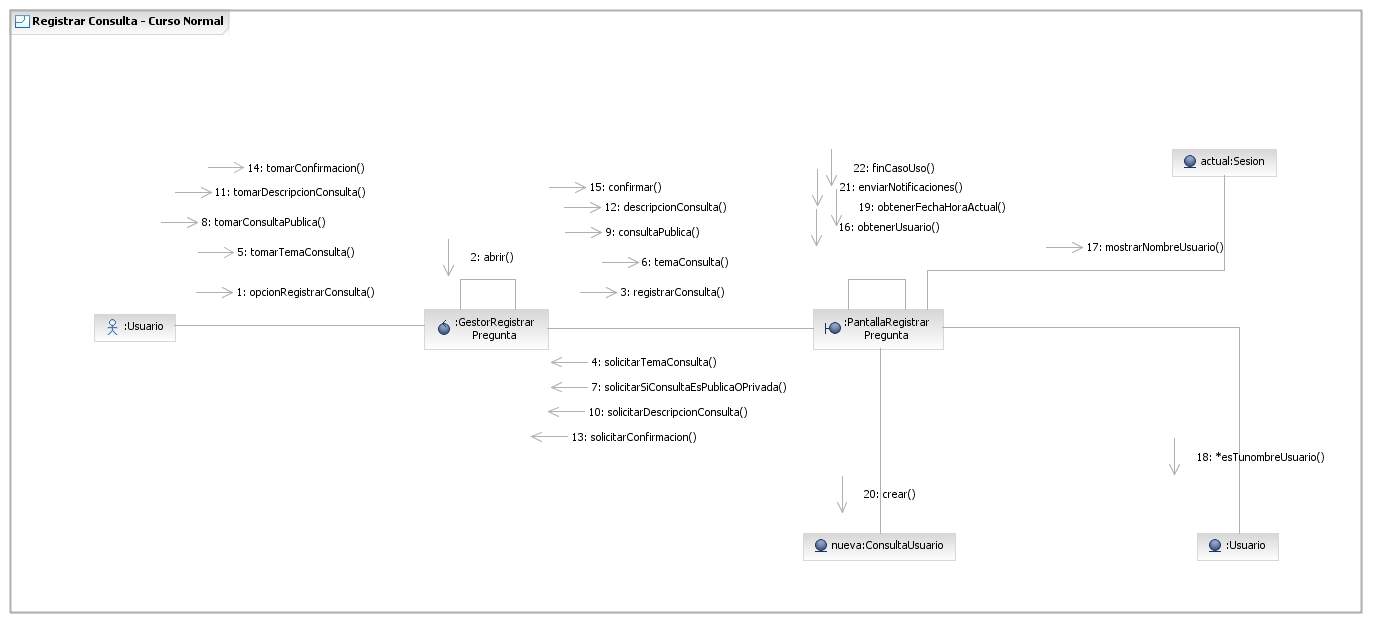 Registrar Consulta - Curso Normal
14: tomarConfirmacion()
11: tomarDescripcionConsulta()
8: tomarConsultaPublica()
5: tomarTemaConsulta()
1: opcionRegistrarConsulta()
2: abrir()
15: confirmar()
12: descripcionConsulta()
9: consultaPublica()
6: temaConsulta()
3: registrarConsulta()
22: finCasoUso()
21: enviarNotificaciones()
19: obtenerFechaHoraActual()
16: obtenerUsuario()
actual:Sesion
17: mostrarNombreUsuario()
:Usuario
:GestorRegistrar
Pregunta
:PantallaRegistrar
Pregunta
4: solicitarTemaConsulta()
7: solicitarSiConsultaEsPublicaOPrivada()
10: solicitarDescripcionConsulta()
13: solicitarConfirmacion()
18: *esTunombreUsuario()
20: crear()
nueva:ConsultaUsuario
:Usuario